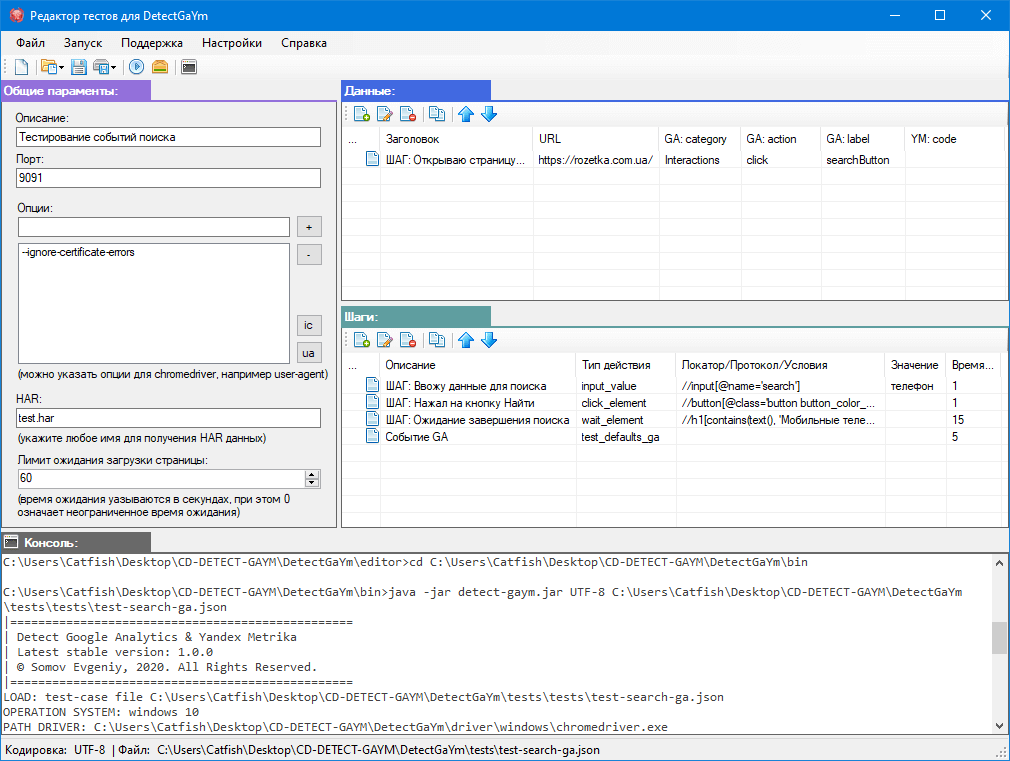 Редактор тестов для DetectGaYm
Файл Запуск Поддержка Настройки Справка
Общие параменты:
Описание:
Тестирование событий поиска
Порт:
9091
Опции:
+
--ignore-certificate-errors
-
ic
ua
(можно указать опции для chromedriver, например user-agent)
HAR:
test.har
(укажите любое имя для получения HAR данных)
Лимит ожидания загрузки страницы:
60
(время ожидания уазываются в секундах, при этом 0
означает неограниченное время ожидания)
Данные:
... Заголовок URL GA: category GA: action GA: label YM: code
ШАГ: Открываю страницу... https://rozetka.com.ua/ Interactions click searchButton
Шаги:
... Описание Тип действия Локатор/Протокол/Условия Значение Время...
ШАГ: Ввожу данные для поиска input_value //input[@name='search'] телефон 1
ШАГ: Нажал на кнопку Найти click_element //button[@class='button button_color_... 1
ШАГ: Ожидание завершения поиска wait_element //h1[contains(text(), 'Мобильные теле... 15
Событие GA test_defaults_ga 5
Консоль:
C:\Users\Catfish\Desktop\CD-DETECT-GAYM\DetectGaYm\editor>cd C:\Users\Catfish\Desktop\CD-DETECT-GAYM\DetectGaYm\bin
C:\Users\Catfish\Desktop\CD-DETECT-GAYM\DetectGaYm\bin>java -jar detect-gaym.jar UTF-8 C:\Users\Catfish\Desktop\CD-DETECT-GAYM\DetectGaYm
\tests\tests\test-search-ga.json
|================================================
| Detect Google Analytics & Yandex Metrika
| Latest stable version: 1.0.0
| © Somov Evgeniy, 2020. All Rights Reserved.
|================================================
LOAD: test-case file C:\Users\Catfish\Desktop\CD-DETECT-GAYM\DetectGaYm\tests\tests\test-search-ga.json
OPERATION SYSTEM: windows 10
PATH DRIVER: C:\Users\Catfish\Desktop\CD-DETECT-GAYM\DetectGaYm\driver\windows\chromedriver.exe
Кодировка: UTF-8 | Файл: C:\Users\Catfish\Desktop\CD-DETECT-GAYM\DetectGaYm\tests\test-search-ga.json